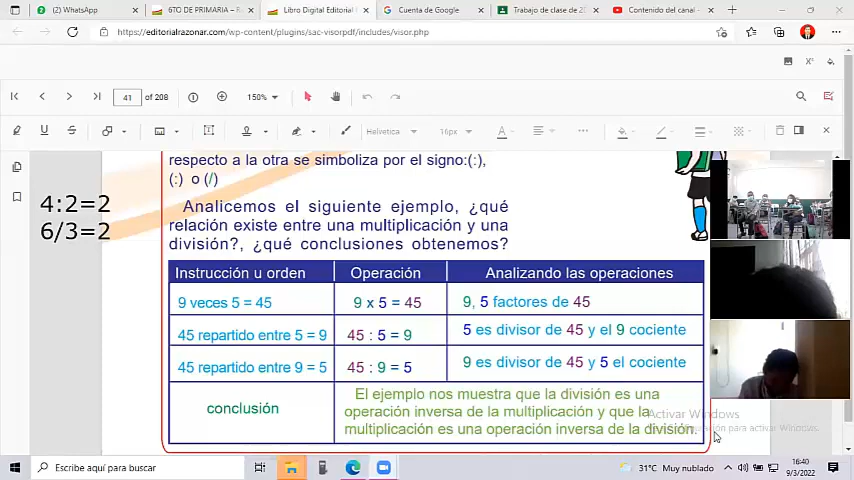 (2) WhatsApp
6TO DE PRIMARIA – R
Libro Digital Editorial
Cuenta de Google
Trabajo de clase de 2D
Contenido del canal -
https://editorialrazonar.com/wp-content/plugins/sac-visorpdf/includes/visor.php
41 of 208
150%
Helvetica
16px
respecto a la otra se simboliza por el signo:(:),
(:) o (/)
4:2=2
6/3=2
Analicemos el siguiente ejemplo, ¿qué
relación existe entre una multiplicación y una
división?, ¿qué conclusiones obtenemos?
Instrucción u orden Operación Analizando las operaciones
9 veces 5 = 45 9 x 5 = 45 9, 5 factores de 45
45 repartido entre 5 = 9 45 : 5 = 9 5 es divisor de 45 y el 9 cociente
45 repartido entre 9 = 5 45 : 9 = 5 9 es divisor de 45 y 5 el cociente
conclusión
El ejemplo nos muestra que la división es una
operación inversa de la multiplicación y que la
multiplicación es una operación inversa de la división.
Activar Windows
para activar Windows.
Escribe aquí para buscar
31°C Muy nublado
16:40
9/3/2022